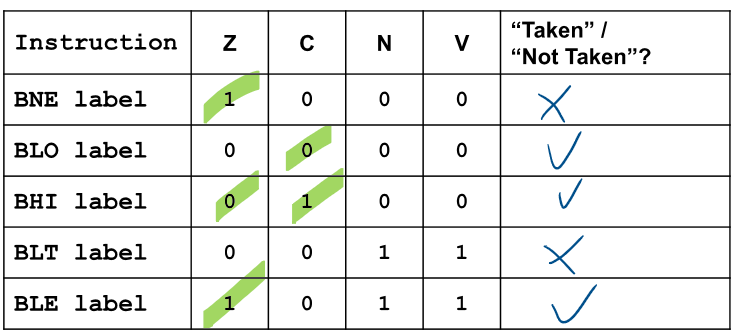 Instruction Z C N V “Taken” /
“Not Taken”?
BNE label 1 0 0 0 ✗
BLO label 0 0 0 0 ✓
BHI label 0 1 0 0 ✓
BLT label 0 0 1 1 ✗
BLE label 1 0 1 1 ✓